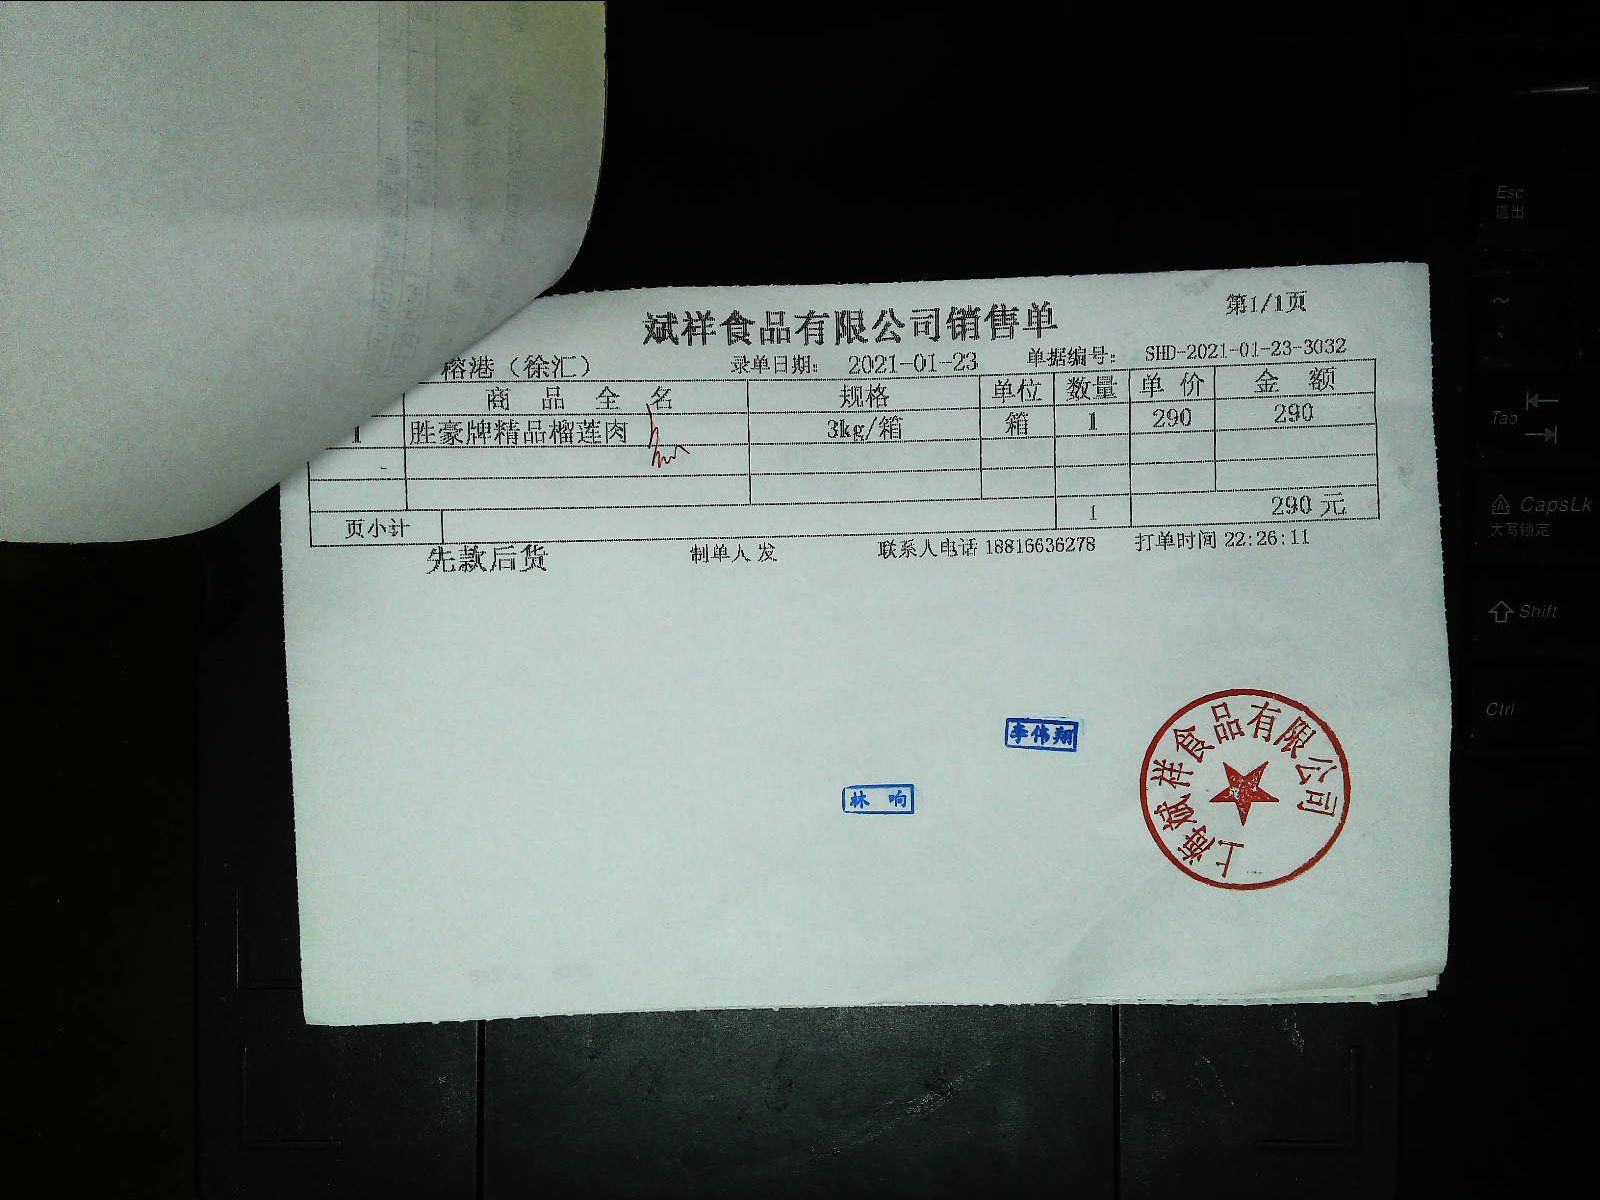 斌祥食品有限公司销售单
第1/1页
榕港（徐汇） 录单日期： 2021-01-23 单据编号： SHD-2021-01-23-3032
商品全名 规格 单位 数量 单价 金额
1 胜豪牌精品榴莲肉 3kg/箱 箱 1 290 290
页小计 1 290元
先款后货 制单人 发 联系人电话 18816636278 打单时间 22:26:11
李伟翔
林响
上海斌祥食品有限公司
Esc
退出
~
Tab
CapsLk
大写锁定
Shift
Ctrl